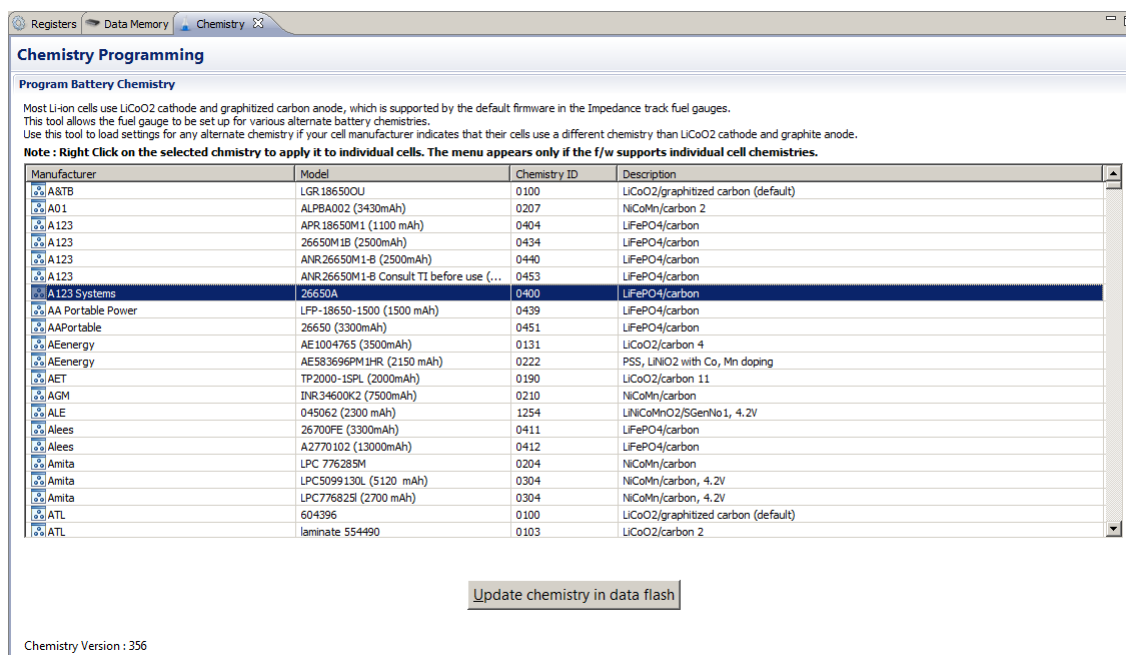 Registers Data Memory Chemistry
Chemistry Programming
Program Battery Chemistry
Most Li-ion cells use LiCoO2 cathode and graphitized carbon anode, which is supported by the default firmware in the Impedance track fuel gauges.
This tool allows the fuel gauge to be set up for various alternate battery chemistries.
Use this tool to load settings for any alternate chemistry if your cell manufacturer indicates that their cells use a different chemistry than LiCoO2 cathode and graphite anode.
Note : Right Click on the selected chmistry to apply it to individual cells. The menu appears only if the f/w supports individual cell chemistries.
Manufacturer Model Chemistry ID Description
A&TB LGR18650OU 0100 LiCoO2/graphitized carbon (default)
A01 ALPBA002 (3430mAh) 0207 NiCoMn/carbon 2
A123 APR18650M1 (1100 mAh) 0404 LiFePO4/carbon
A123 26650M1B (2500mAh) 0434 LiFePO4/carbon
A123 ANR26650M1-B (2500mAh) 0440 LiFePO4/carbon
A123 ANR26650M1-B Consult TI before use (... 0453 LiFePO4/carbon
A123 Systems 26650A 0400 LiFePO4/carbon
AA Portable Power LFP-18650-1500 (1500 mAh) 0439 LiFePO4/carbon
AAPortable 26650 (3300mAh) 0451 LiFePO4/carbon
AEenergy AE1004765 (3500mAh) 0131 LiCoO2/carbon 4
AEenergy AE583696PM1HR (2150 mAh) 0222 PSS, LiNiO2 with Co, Mn doping
AET TP2000-1SPL (2000mAh) 0190 LiCoO2/carbon 11
AGM INR34600K2 (7500mAh) 0210 NiCoMn/carbon
ALE 045062 (2300 mAh) 1254 LiNiCoMnO2/SGenNo1, 4.2V
Alees 26700FE (3300mAh) 0411 LiFePO4/carbon
Alees A2770102 (13000mAh) 0412 LiFePO4/carbon
Amita LPC 776285M 0204 NiCoMn/carbon
Amita LPC5099130L (5120 mAh) 0304 NiCoMn/carbon, 4.2V
Amita LPC776825l (2700 mAh) 0304 NiCoMn/carbon, 4.2V
ATL 604396 0100 LiCoO2/graphitized carbon (default)
ATL laminate 554490 0103 LiCoO2/carbon 2
Update chemistry in data flash
Chemistry Version : 356